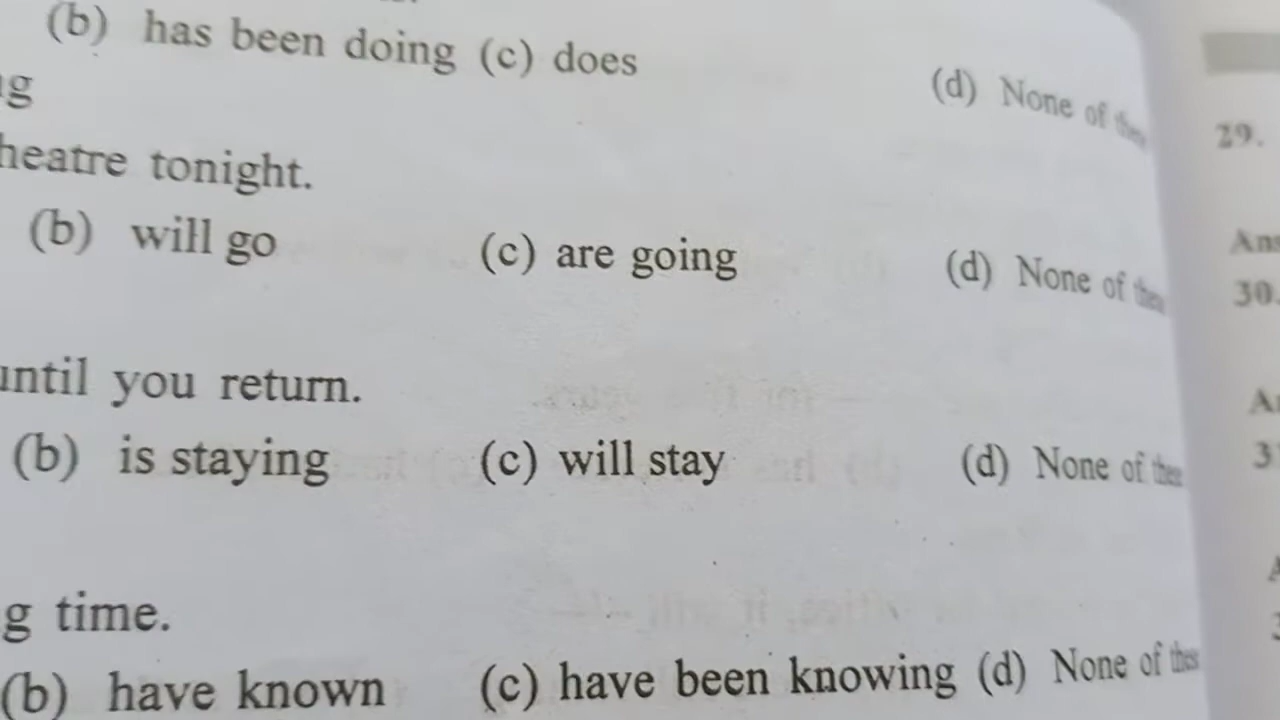 (b) has been doing (c) does (d) None of
g
heatre tonight.
(b) will go (c) are going (d) None of
until you return.
(b) is staying (c) will stay (d) None of
g time.
(b) have known (c) have been knowing (d) None of
29.
30.